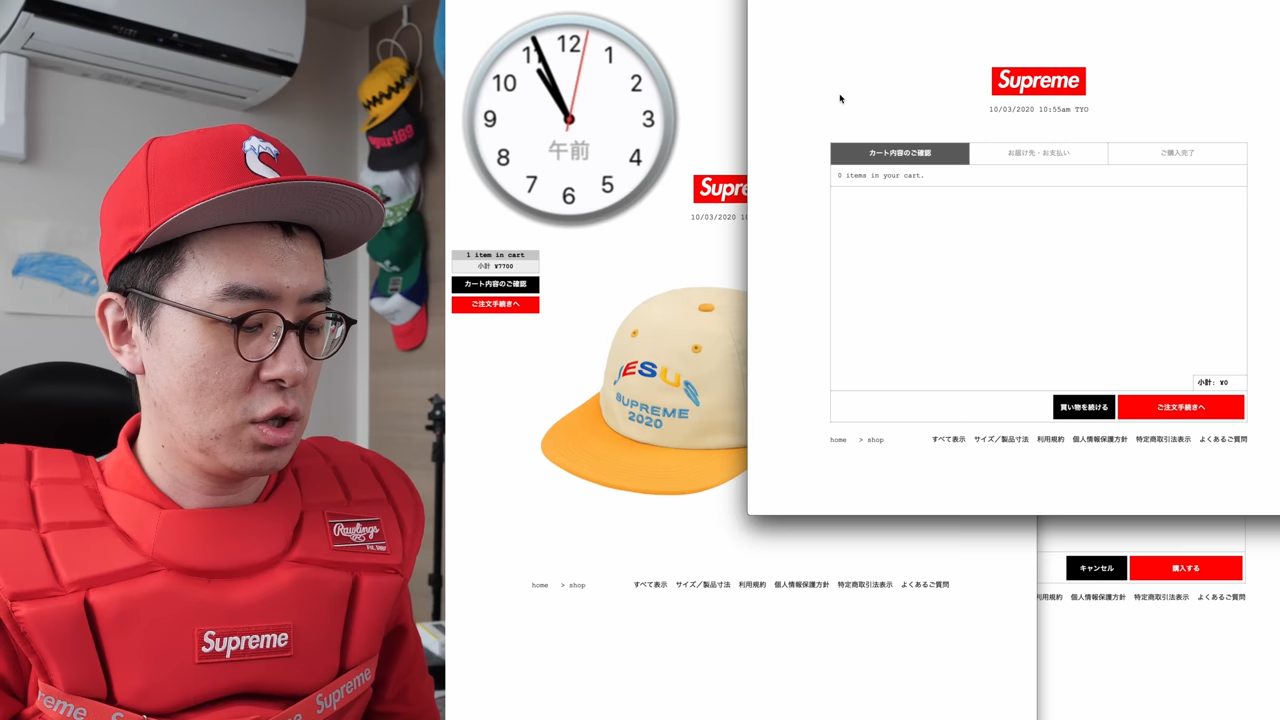 12
11
1
10
2
9
3
8
4
7
5
6
午前
oguri69
Rawlings
EST. 1887
Supreme
reme
Supreme
Supre
10/03/2020 10
1 item in cart
小計 ¥7700
カート内容のご確認
ご注文手続きへ
JESUS
SUPREME
2020
home > shop すべて表示 サイズ／製品寸法 利用規約 個人情報保護方針 特定商取引法表示 よくあるご質問
Supreme
10/03/2020 10:55am TYO
カート内容のご確認 お届け先・お支払い ご購入完了
0 items in your cart.
小計: ¥0
買い物を続ける ご注文手続きへ
home > shop すべて表示 サイズ／製品寸法 利用規約 個人情報保護方針 特定商取引法表示 よくあるご質問
キャンセル 購入する
利用規約 個人情報保護方針 特定商取引法表示 よくあるご質問